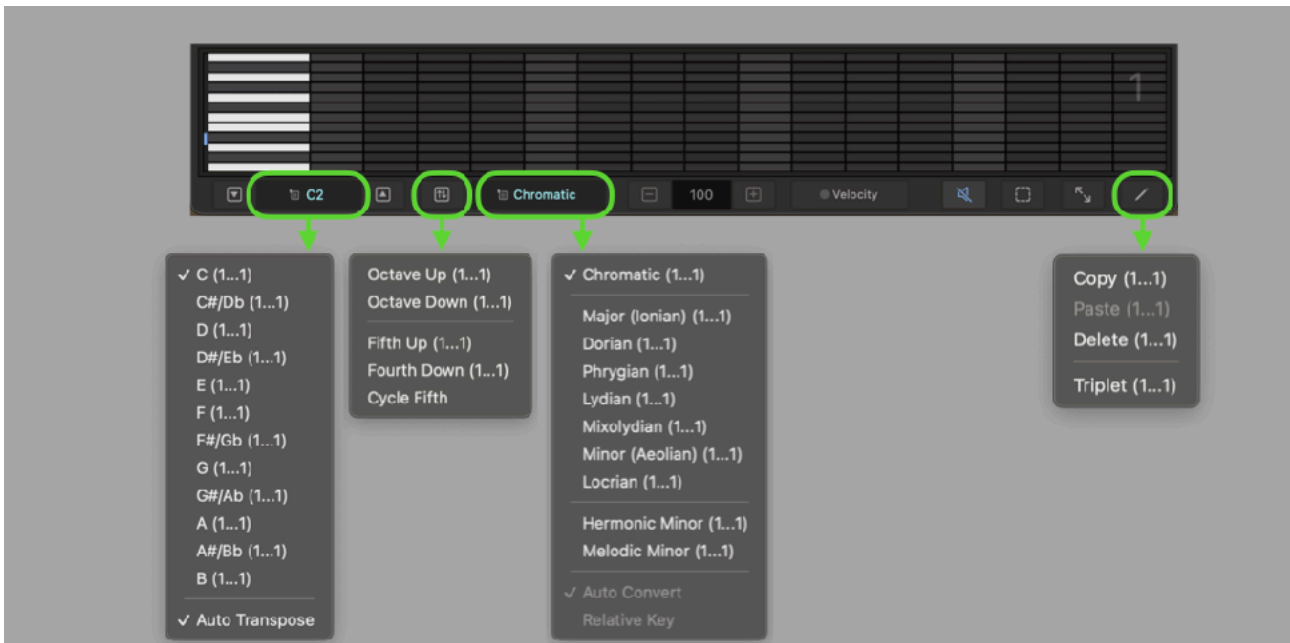 1
C2
Chromatic
100
Velocity
✓ C (1...1)
C#/Db (1...1)
D (1...1)
D#/Eb (1...1)
E (1...1)
F (1...1)
F#/Gb (1...1)
G (1...1)
G#/Ab (1...1)
A (1...1)
A#/Bb (1...1)
B (1...1)
✓ Auto Transpose
Octave Up (1...1)
Octave Down (1...1)
Fifth Up (1...1)
Fourth Down (1...1)
Cycle Fifth
✓ Chromatic (1...1)
Major (Ionian) (1...1)
Dorian (1...1)
Phrygian (1...1)
Lydian (1...1)
Mixolydian (1...1)
Minor (Aeolian) (1...1)
Locrian (1...1)
Hermonic Minor (1...1)
Melodic Minor (1...1)
✓ Auto Convert
Relative Key
Copy (1...1)
Paste (1...1)
Delete (1...1)
Triplet (1...1)